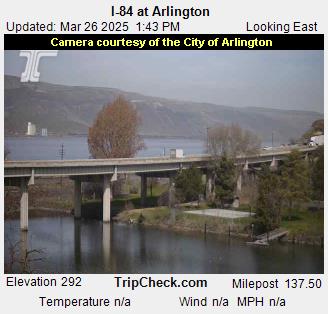 I-84 at Arlington
Updated: Mar 26 2025 1:43 PM Looking East
Camera courtesy of the City of Arlington
Elevation 292 TripCheck.com Milepost 137.50
Temperature n/a Wind n/a MPH n/a